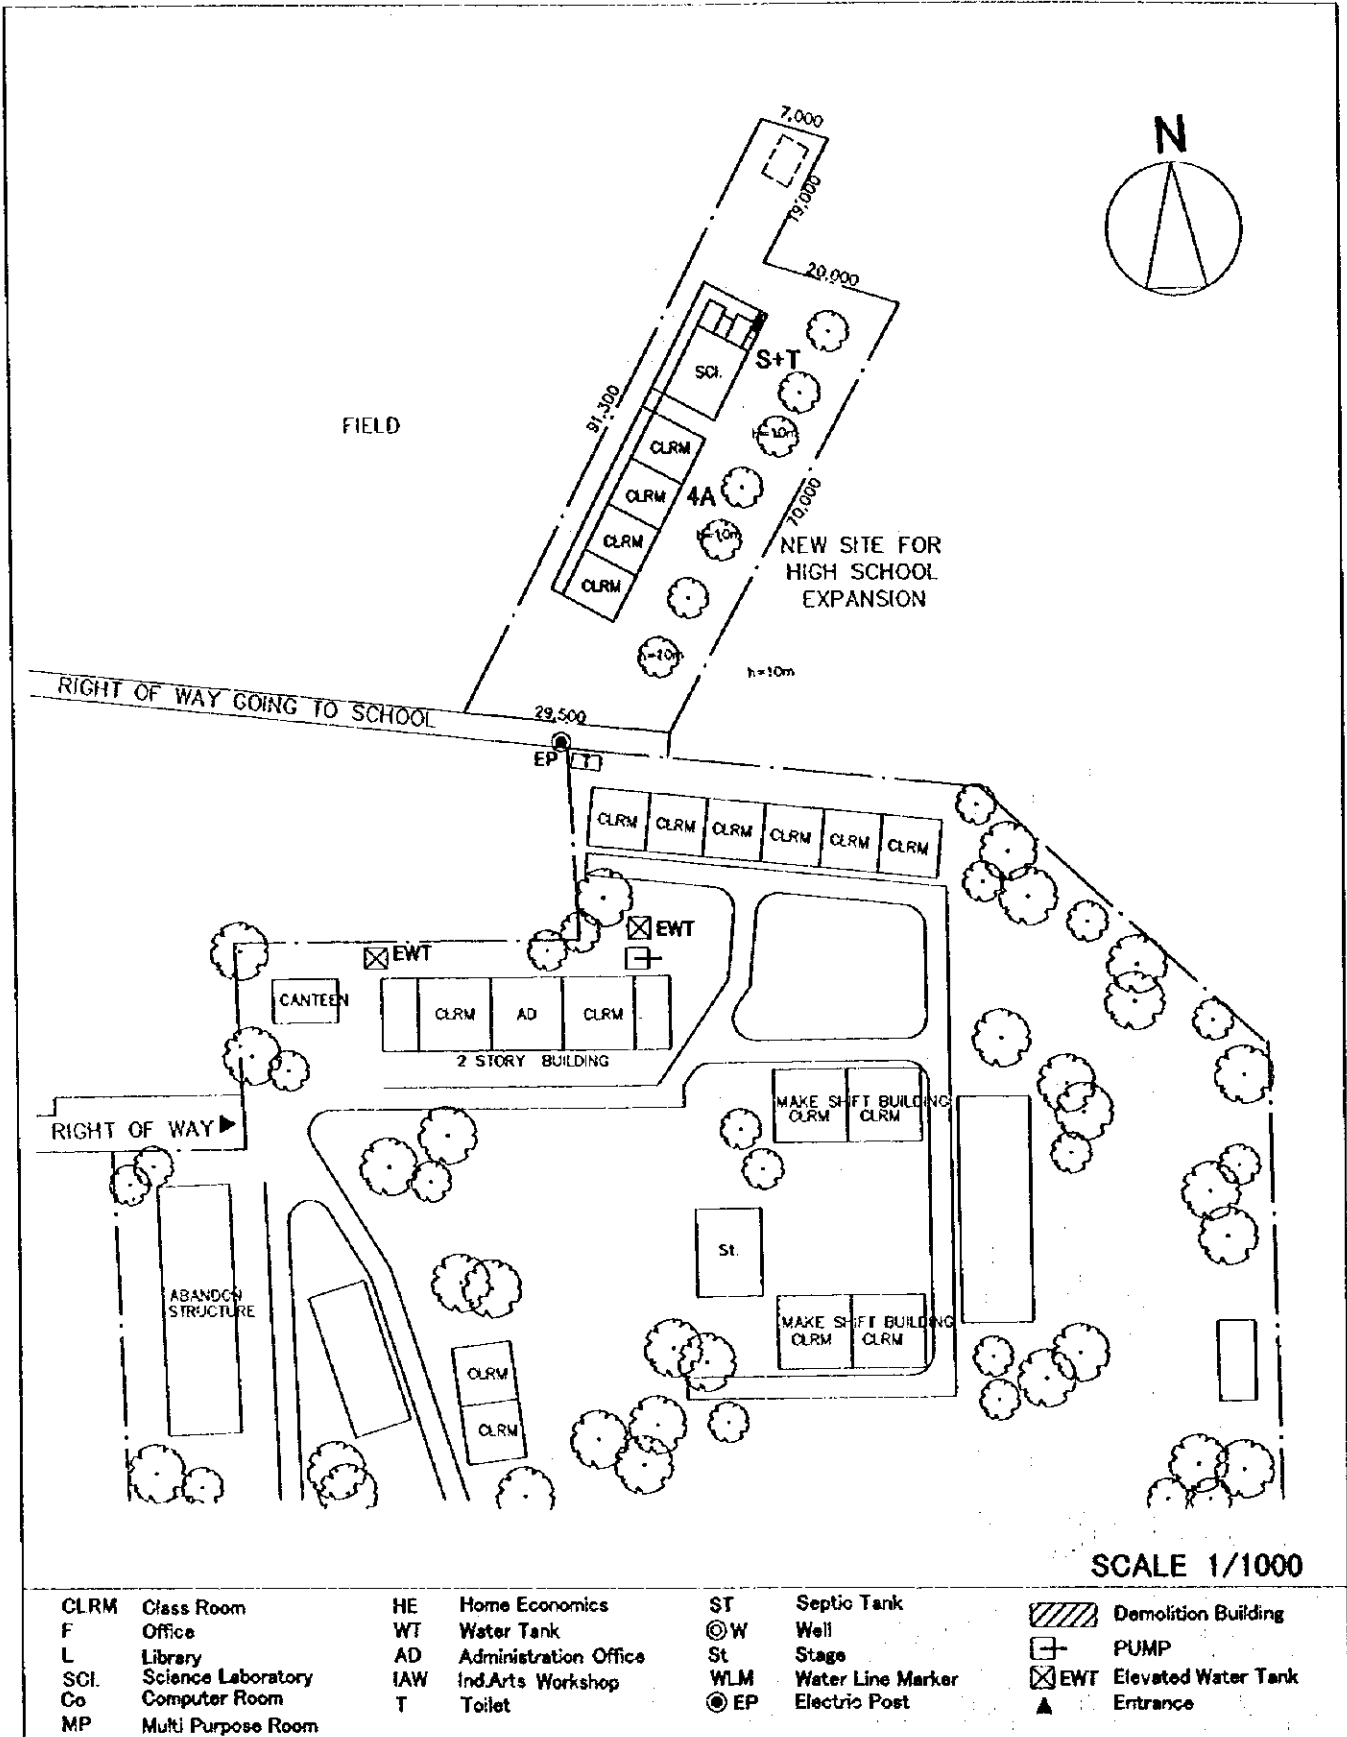 7,000
N
19,000
20,000
S+T
SCI.
91,300
FIELD
CLRM
h=10m
CLRM
4A
70,000
CLRM
h=10m
NEW SITE FOR
HIGH SCHOOL
EXPANSION
CLRM
h=10m
h=10m
RIGHT OF WAY GOING TO SCHOOL
29,500
EP
T
CLRM CLRM CLRM CLRM CLRM CLRM
EWT
EWT
CANTEEN
CLRM AD CLRM
2 STORY BUILDING
MAKE SHIFT BUILDING
CLRM CLRM
RIGHT OF WAY
St.
ABANDON
STRUCTURE
MAKE SHIFT BUILDING
CLRM CLRM
CLRM
CLRM
SCALE 1/1000
CLRM Class Room
F Office
L Library
SCI. Science Laboratory
Co Computer Room
MP Multi Purpose Room
HE Home Economics
WT Water Tank
AD Administration Office
IAW Ind.Arts Workshop
T Toilet
ST Septic Tank
W Well
St Stage
WLM Water Line Marker
EP Electric Post
Demolition Building
PUMP
EWT Elevated Water Tank
Entrance